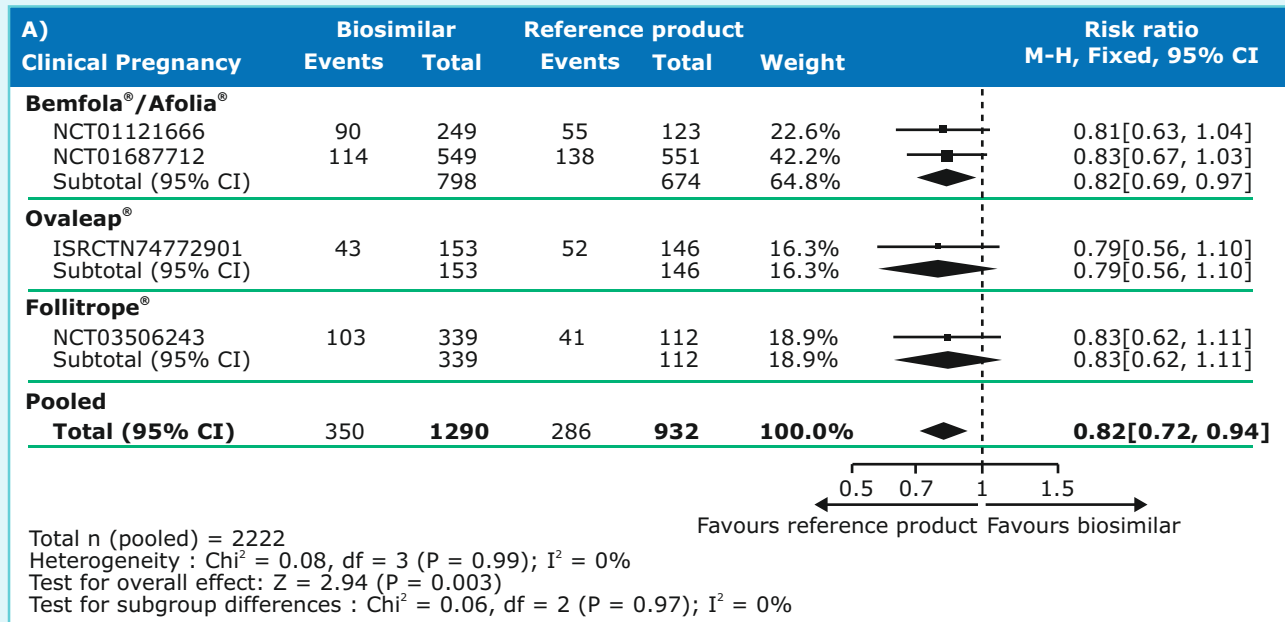 A) Biosimilar Reference product Risk ratio
Clinical Pregnancy Events Total Events Total Weight M-H, Fixed, 95% CI
Bemfola®/Afolia®
NCT01121666 90 249 55 123 22.6% 0.81[0.63, 1.04]
NCT01687712 114 549 138 551 42.2% 0.83[0.67, 1.03]
Subtotal (95% CI) 798 674 64.8% 0.82[0.69, 0.97]
Ovaleap®
ISRCTN74772901 43 153 52 146 16.3% 0.79[0.56, 1.10]
Subtotal (95% CI) 153 146 16.3% 0.79[0.56, 1.10]
Follitrope®
NCT03506243 103 339 41 112 18.9% 0.83[0.62, 1.11]
Subtotal (95% CI) 339 112 18.9% 0.83[0.62, 1.11]
Pooled
Total (95% CI) 350 1290 286 932 100.0% 0.82[0.72, 0.94]
0.5 0.7 1 1.5
Favours reference product Favours biosimilar
Total n (pooled) = 2222
Heterogeneity : Chi² = 0.08, df = 3 (P = 0.99); I² = 0%
Test for overall effect: Z = 2.94 (P = 0.003)
Test for subgroup differences : Chi² = 0.06, df = 2 (P = 0.97); I² = 0%